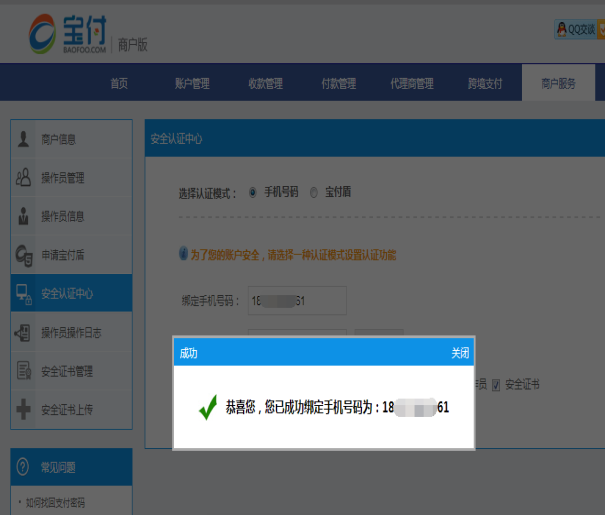 宝付 商户版
BAOFOO.COM
QQ交谈
首页 账户管理 收款管理 付款管理 代理商管理 跨境支付 商户服务
商户信息
操作员管理
操作员信息
申请宝付盾
安全认证中心
操作员操作日志
安全证书管理
安全证书上传
常见问题
• 如何找回支付密码
安全认证中心
选择认证模式： 手机号码 宝付盾
为了您的账户安全，请选择一种认证模式设置认证功能
绑定手机号码： 18 61
作员 安全证书
成功 关闭
恭喜您，您已成功绑定手机号码为：18 61